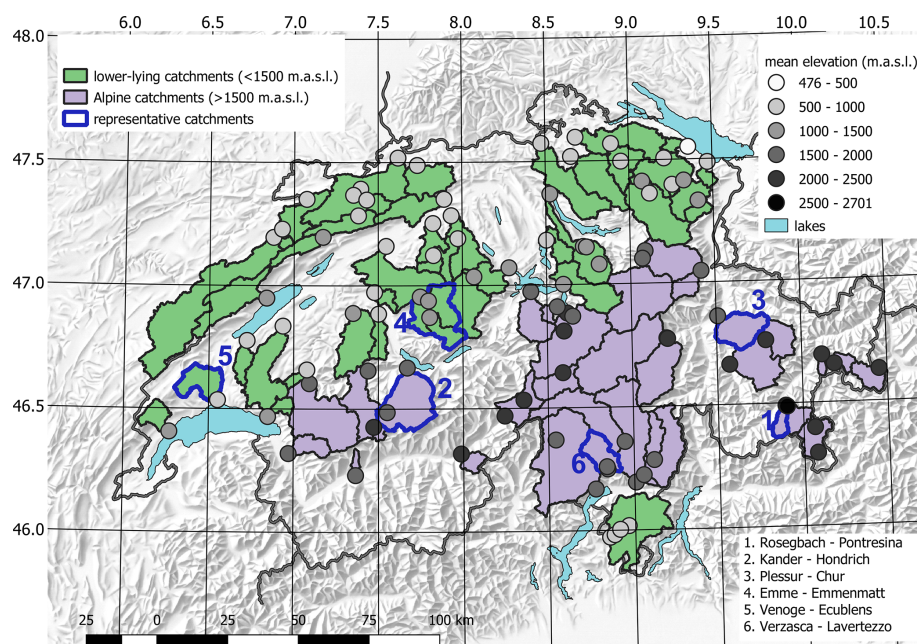 6.0 6.5 7.0 7.5 8.0 8.5 9.0 9.5 10.0 10.5
48.0
lower-lying catchments (<1500 m.a.s.l.)
Alpine catchments (>1500 m.a.s.l.)
representative catchments
mean elevation (m.a.s.l.)
476 - 500
500 - 1000
1000 - 1500
1500 - 2000
2000 - 2500
2500 - 2701
lakes
47.5
47.0
3
4
5
2
46.5
1
6
46.0
1. Rosegbach - Pontresina
2. Kander - Hondrich
3. Plessur - Chur
4. Emme - Emmenmatt
5. Venoge - Ecublens
6. Verzasca - Lavertezzo
25 0 25 50 75 100 km